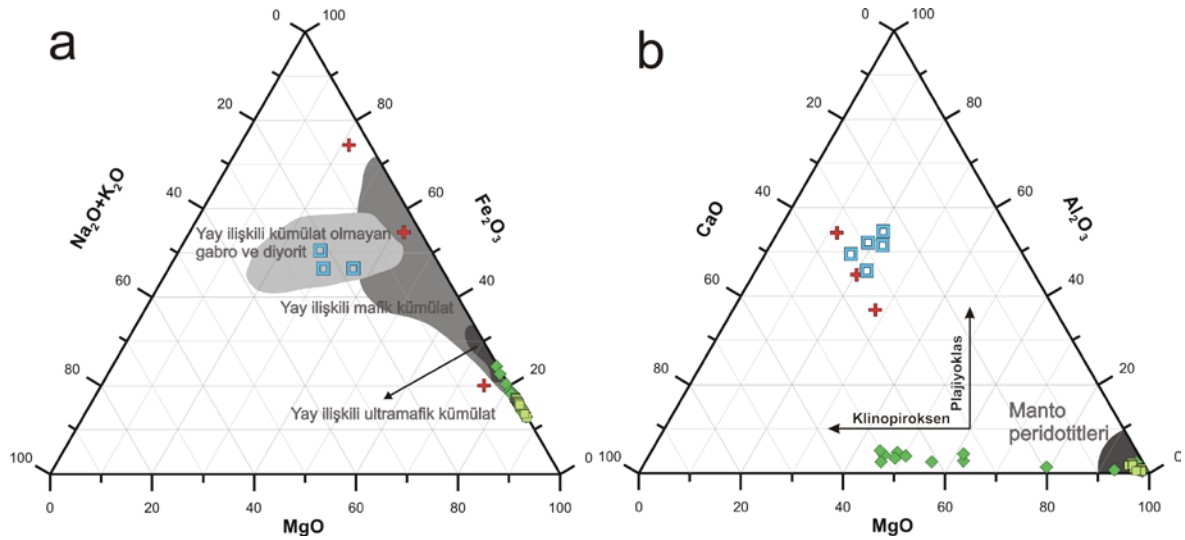 a
0
100
20
80
Na₂O+K₂O
40
60
Fe₂O₃
Yay ilişkili kümülat olmayan
gabro ve diyorit
60
40
Yay ilişkili mafik kümülat
80
20
Yay ilişkili ultramafik kümülat
100
0
0 20 40 60 80 100
MgO
b
0
100
20
80
CaO
40
60
Al₂O₃
60
40
Plajiyoklas
80
20
Klinopiroksen
Manto
peridotitleri
100
0
0 20 40 60 80 100
MgO